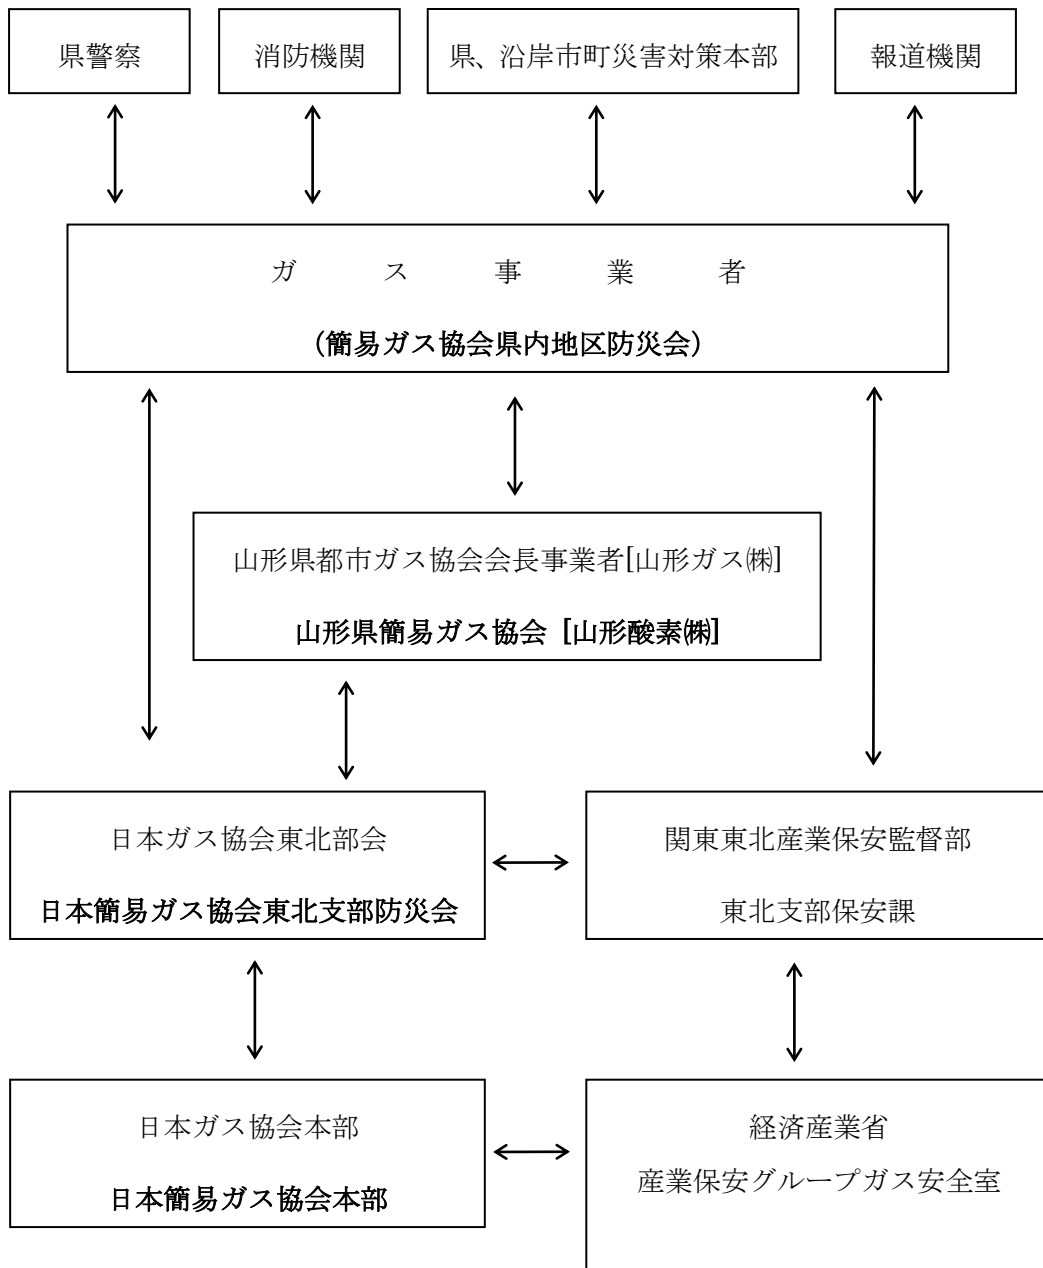 県警察
消防機関
県、沿岸市町災害対策本部
報道機関
ガス事業者
(簡易ガス協会県内地区防災会)
山形県都市ガス協会会長事業者[山形ガス㈱]
山形県簡易ガス協会 [山形酸素㈱]
日本ガス協会東北部会
日本簡易ガス協会東北支部防災会
関東東北産業保安監督部
東北支部保安課
日本ガス協会本部
日本簡易ガス協会本部
経済産業省
産業保安グループガス安全室